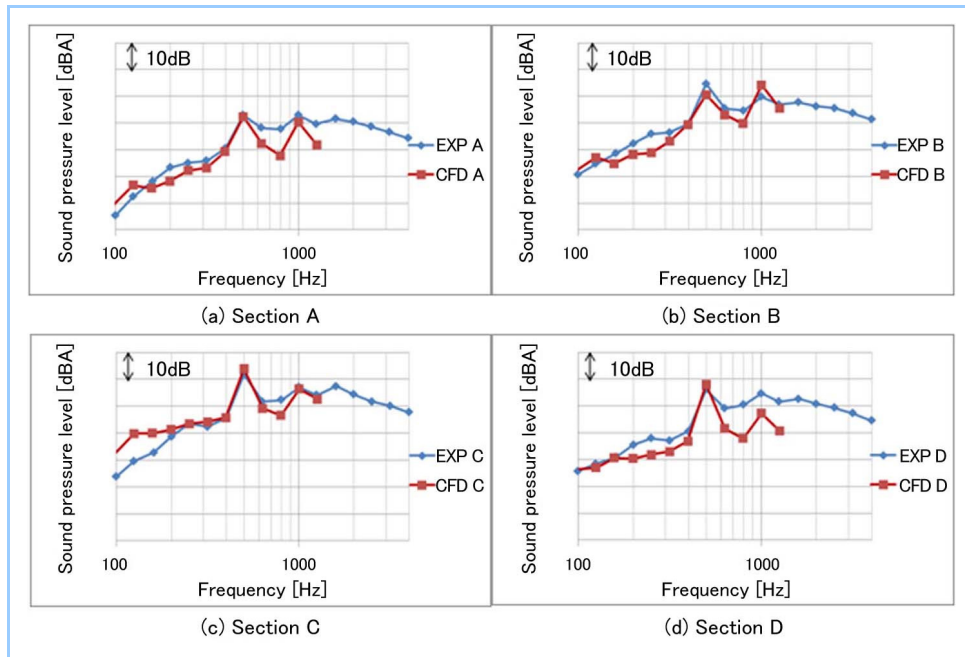 Sound pressure level [dBA]
10dB
EXP A
CFD A
100
1000
Frequency [Hz]
(a) Section A
Sound pressure level [dBA]
10dB
EXP B
CFD B
100
1000
Frequency [Hz]
(b) Section B
Sound pressure level [dBA]
10dB
EXP C
CFD C
100
1000
Frequency [Hz]
(c) Section C
Sound pressure level [dBA]
10dB
EXP D
CFD D
100
1000
Frequency [Hz]
(d) Section D